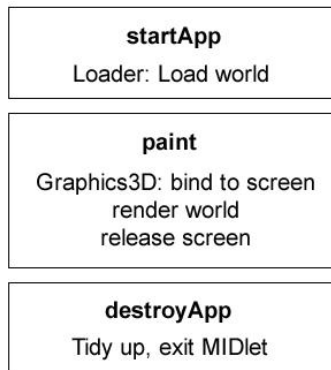 startApp
Loader: Load world
paint
Graphics3D: bind to screen
render world
release screen
destroyApp
Tidy up, exit MIDlet